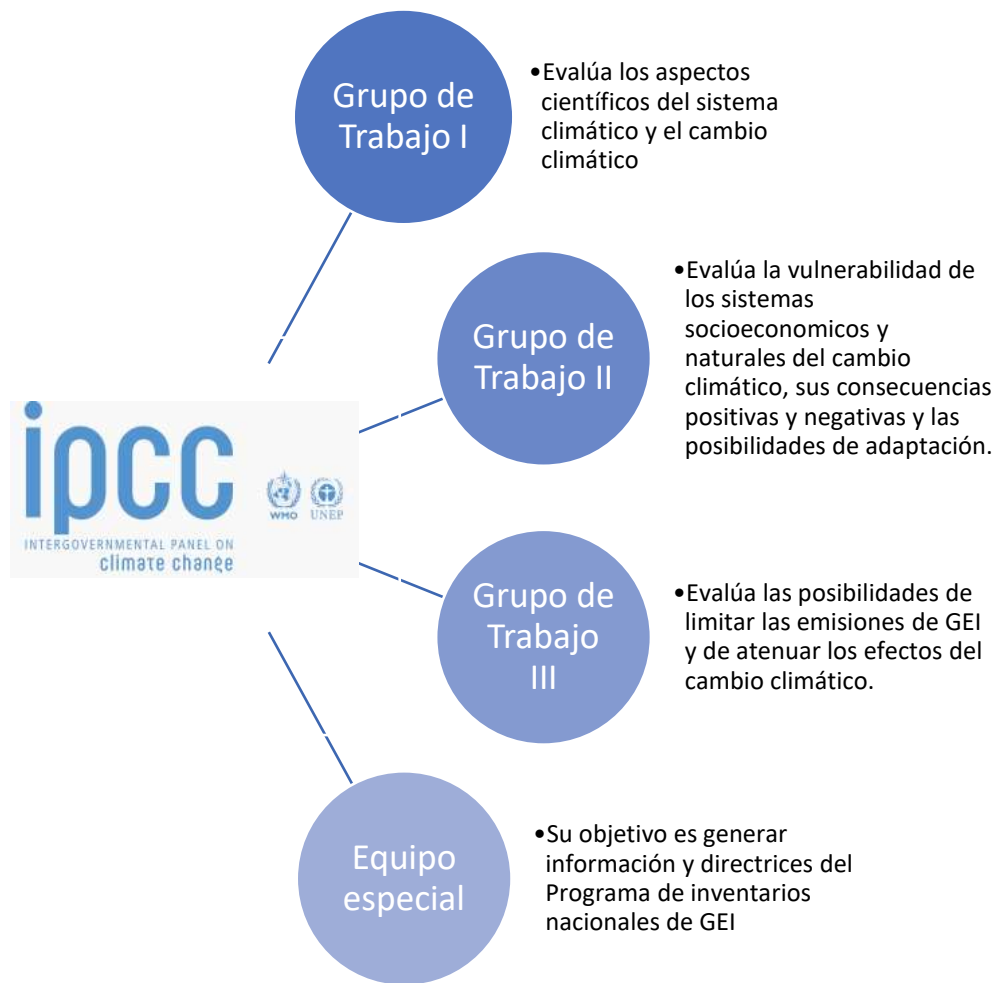 Grupo de
Trabajo I
•Evalúa los aspectos
científicos del sistema
climático y el cambio
climático
Grupo de
Trabajo II
•Evalúa la vulnerabilidad de
los sistemas
socioeconomicos y
naturales del cambio
climático, sus consecuencias
positivas y negativas y las
posibilidades de adaptación.
ipcc
INTERGOVERNMENTAL PANEL ON
climate change
WMO
UNEP
Grupo de
Trabajo
III
•Evalúa las posibilidades de
limitar las emisiones de GEI
y de atenuar los efectos del
cambio climático.
Equipo
especial
•Su objetivo es generar
información y directrices del
Programa de inventarios
nacionales de GEI